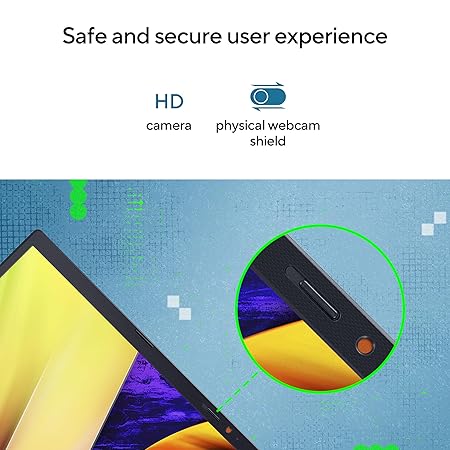 Safe and secure user experience
HD
camera
physical webcam
shield